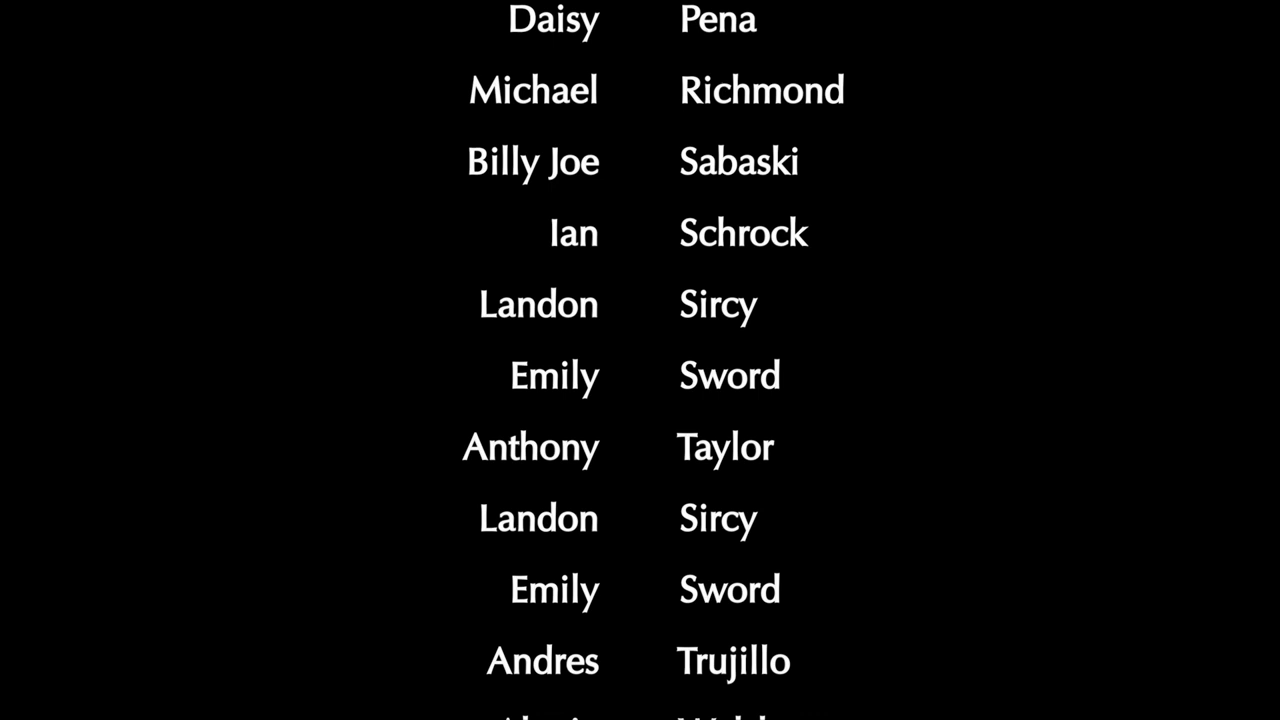 Daisy Pena
Michael Richmond
Billy Joe Sabaski
Ian Schrock
Landon Sircy
Emily Sword
Anthony Taylor
Landon Sircy
Emily Sword
Andres Trujillo